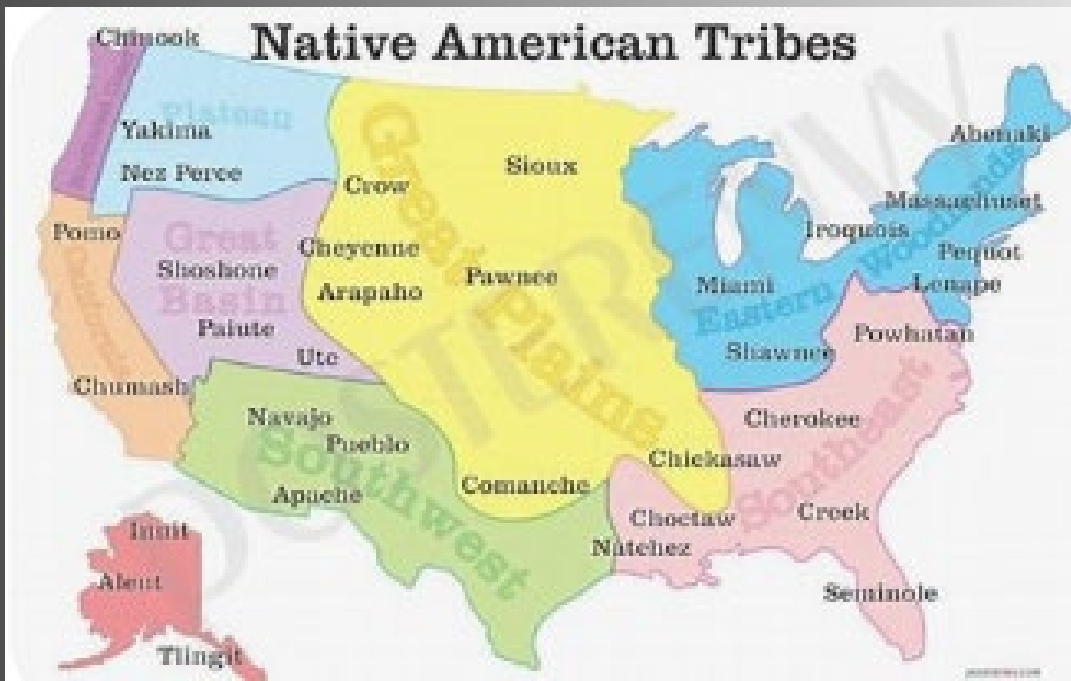 Native American Tribes
Chinook
Plateau
Yakima
Nez Perce
Great Plains
Sioux
Crow
Abenaki
Massachuset
Iroquois
Eastern Woodlands
Pequot
Lenape
Pomo
California
Great
Basin
Shoshone
Cheyenne
Arapaho
Pawnee
Miami
Paiute
Ute
Shawnee
Powhatan
Chumash
Navajo
Pueblo
Southwest
Apache
Comanche
Cherokee
Southeast
Chickasaw
Choctaw
Creek
Natchez
Seminole
Inuit
Aleut
Tlingit